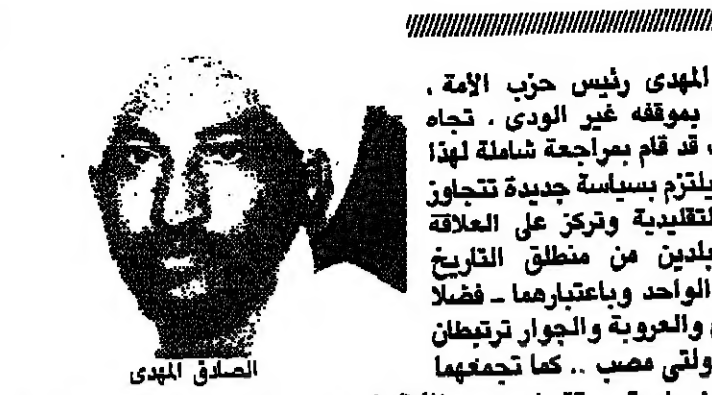 المهدى رئيس حزب الأمة ،
بموقفه غير الودى ، تجاه
قد قام بمراجعة شاملة لهذا
يلتزم بسياسة جديدة تتجاوز
التقليدية وتركز على العلاقة
بلدين من منطلق التاريخ
الواحد وباعتبارهما ــ فضلا
والعروبة والجوار ترتبطان
ولتى مصب .. كما تجمعهما
الصادق المهدى